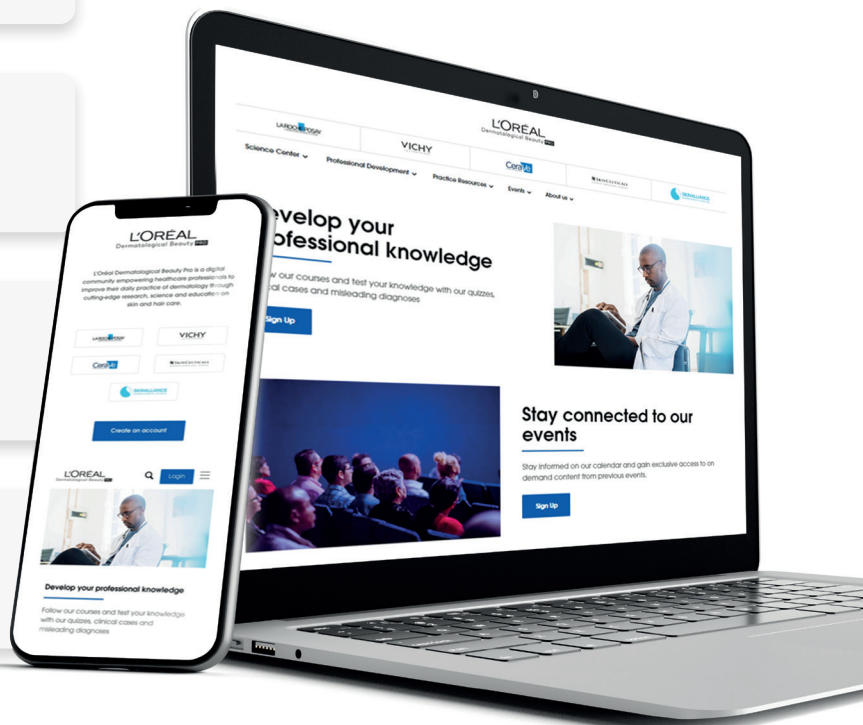 L'ORÉAL
Dermatological Beauty PRO
LA ROCHE POSAY
VICHY
CeraVe
SKINCEUTICALS
SKINALLIANCE
Science Center
Professional Development
Practice Resources
Events
About us
evelop your
ofessional knowledge
w our courses and test your knowledge with our quizzes,
cal cases and misleading diagnoses
Sign Up
Stay connected to our
events
Stay informed on our calendar and gain exclusive access to on
demand content from previous events.
Sign Up
L'ORÉAL
Dermatological Beauty PRO
L'Oréal Dermatological Beauty Pro is a digital
community empowering healthcare professionals to
improve their daily practice of dermatology through
cutting-edge research, science and education on
skin and hair care.
LA ROCHE POSAY
VICHY
CeraVe
SKINCEUTICALS
SKINALLIANCE
Create an account
L'ORÉAL
Dermatological Beauty PRO
Login
Develop your professional knowledge
Follow our courses and test your knowledge
with our quizzes, clinical cases and
misleading diagnoses